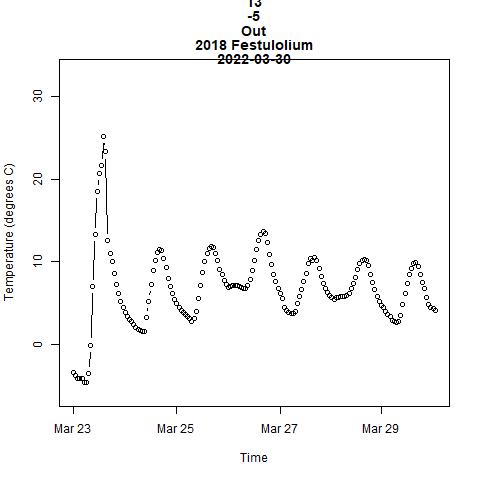 13
-5
Out
2018 Festulolium
2022-03-30
Temperature (degrees C)
30
20
10
0
Mar 23
Mar 25
Mar 27
Mar 29
Time